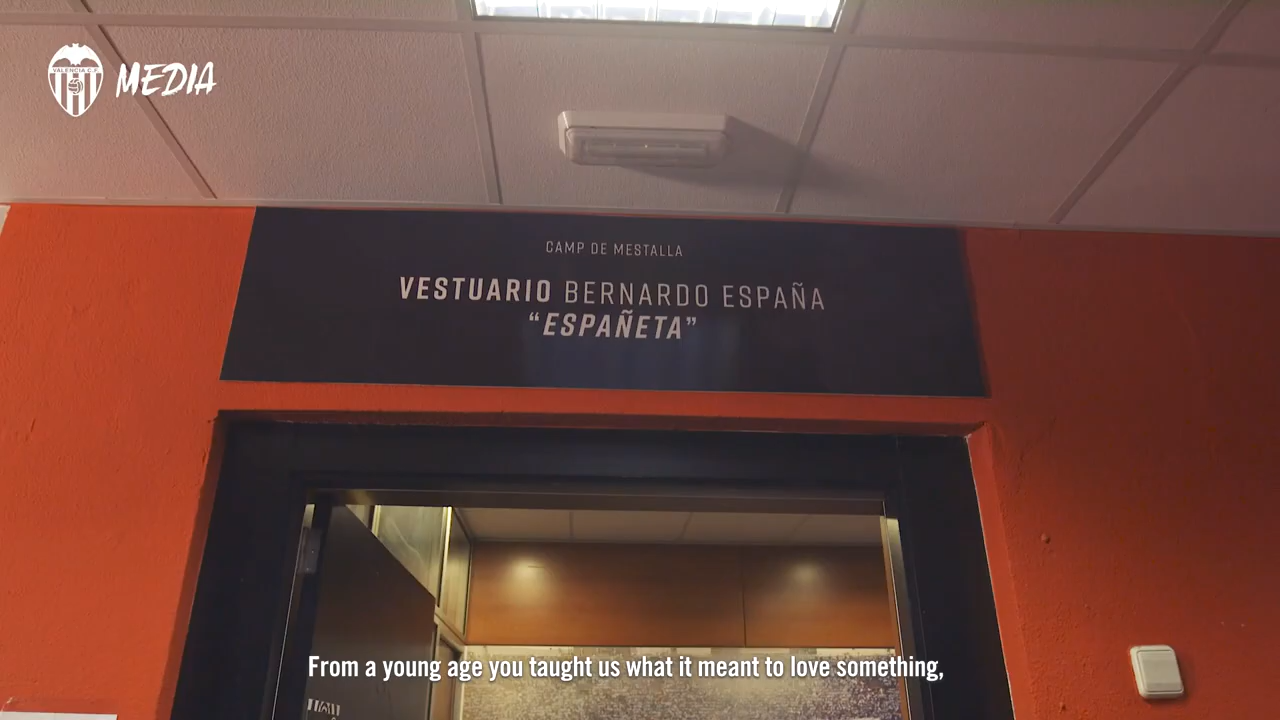 VALENCIA C.F.
MEDIA
CAMP DE MESTALLA
VESTUARIO BERNARDO ESPAÑA
“ESPAÑETA”
From a young age you taught us what it meant to love something,